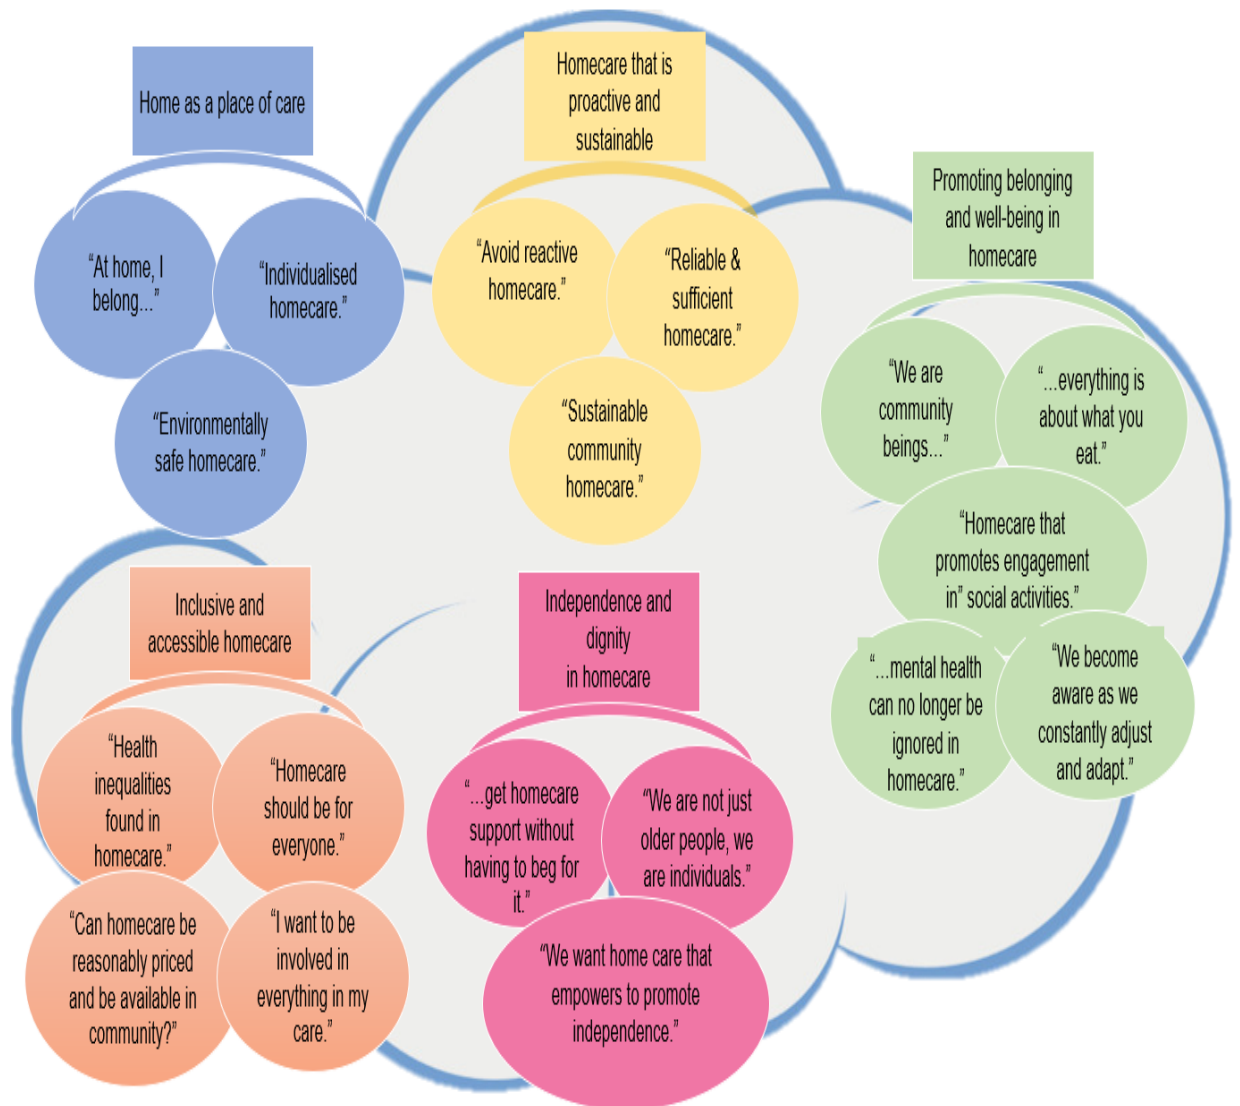 Home as a place of care
“At home, I
belong...”
“Individualised
homecare.”
“Environmentally
safe homecare.”
Homecare that is
proactive and
sustainable
“Avoid reactive
homecare.”
“Reliable &
sufficient
homecare.”
“Sustainable
community
homecare.”
Promoting belonging
and well-being in
homecare
“We are
community
beings...”
“...everything is
about what you
eat.”
“Homecare that
promotes engagement
in” social activities.”
“...mental health
can no longer be
ignored in
homecare.”
“We become
aware as we
constantly adjust
and adapt.”
Inclusive and
accessible homecare
“Health
inequalities
found in
homecare.”
“Homecare
should be for
everyone.”
“Can homecare be
reasonably priced
and be available in
community?”
“I want to be
involved in
everything in my
care.”
Independence and
dignity
in homecare
“...get homecare
support without
having to beg for
it.”
“We are not just
older people, we
are individuals.”
“We want home care that
empowers to promote
independence.”